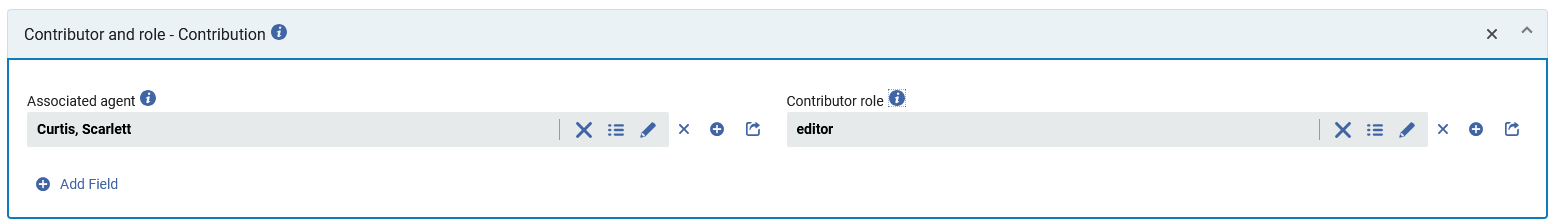 Contributor and role - Contribution
Associated agent
Contributor role
Curtis, Scarlett
editor
Add Field